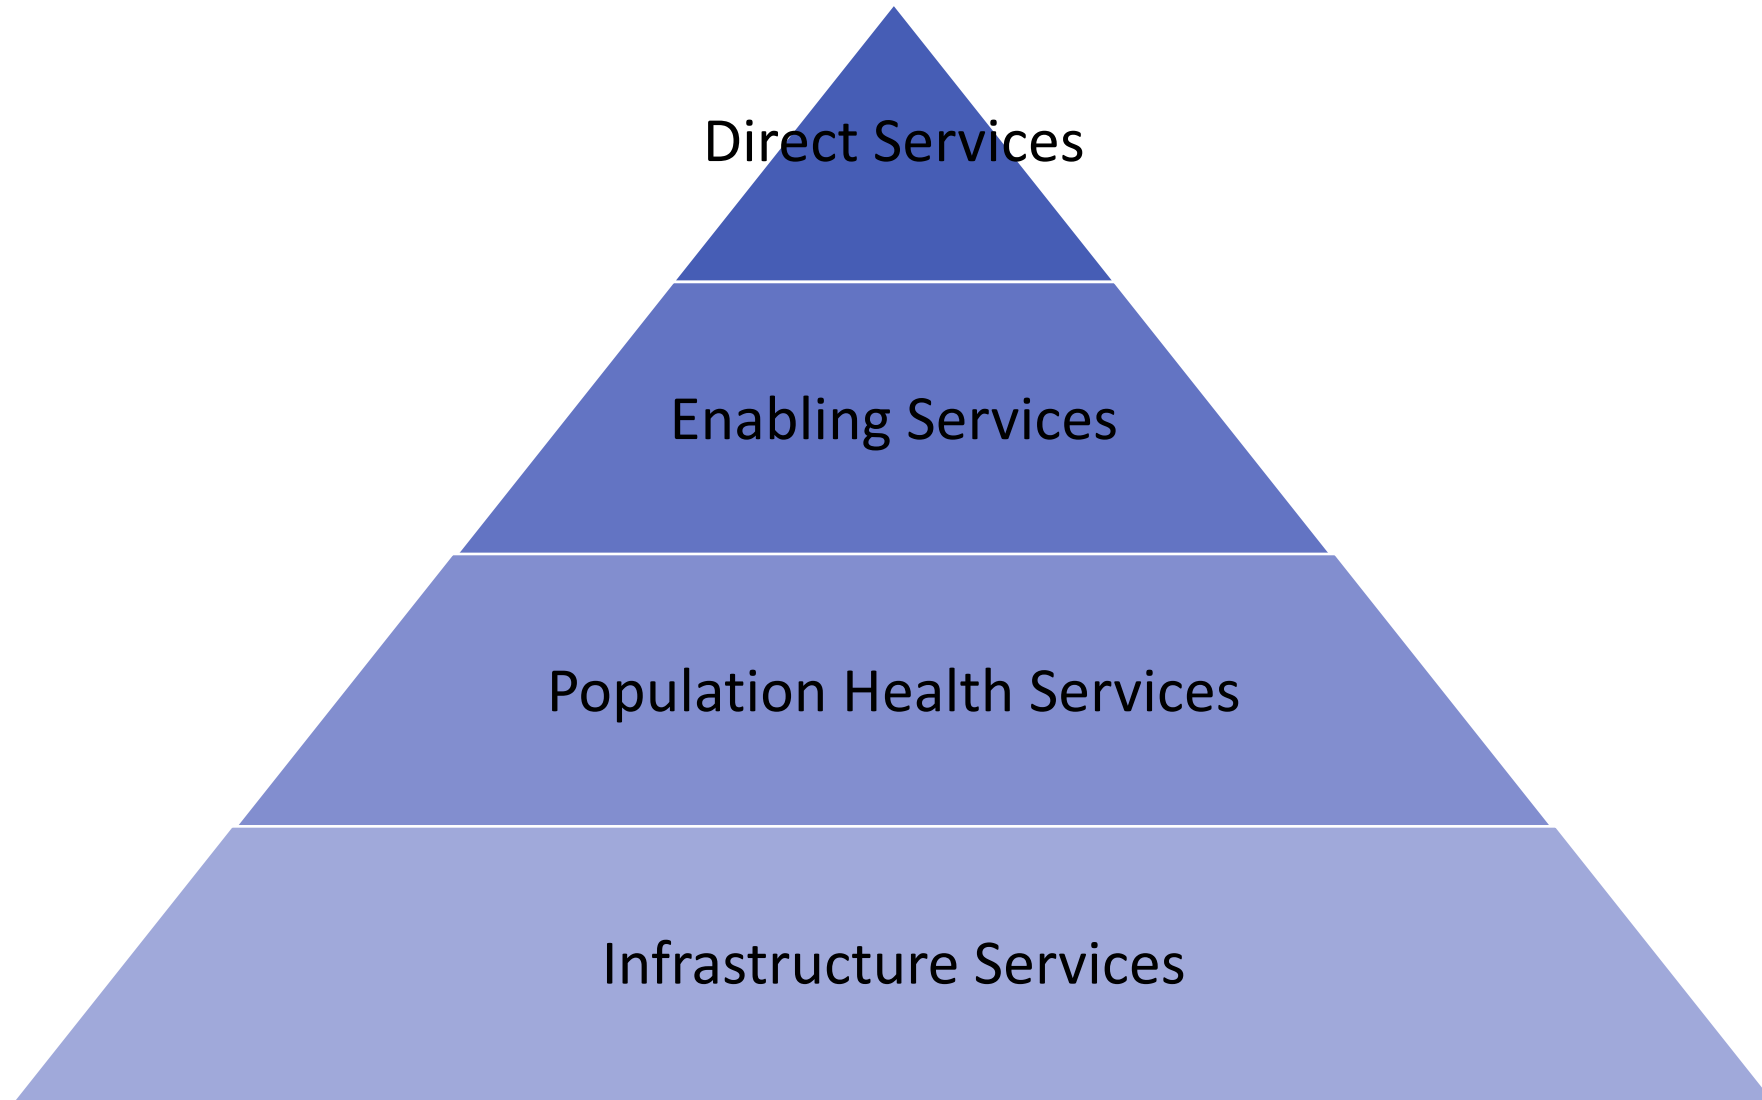 Direct Services
Enabling Services
Population Health Services
Infrastructure Services